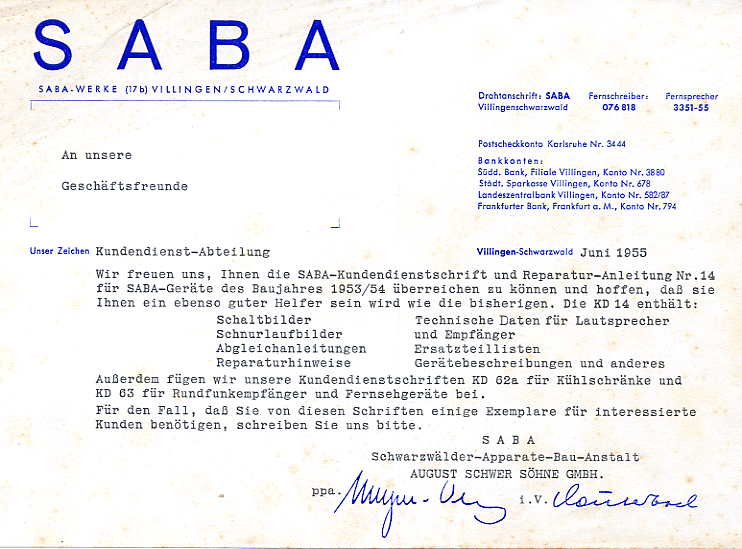 SABA
SABA-WERKE (17b) VILLINGEN/SCHWARZWALD
Drahtanschrift: SABA Fernschreiber: Fernsprecher
Villingenschwarzwald 076 818 3351-55
An unsere
Geschäftsfreunde
Postscheckkonto Karlsruhe Nr. 3444
Bankkonten:
Südd. Bank, Filiale Villingen, Konto Nr. 3880
Städt. Sparkasse Villingen, Konto Nr. 678
Landeszentralbank Villingen, Konto Nr. 582/87
Frankfurter Bank, Frankfurt a. M., Konto Nr. 794
Unser Zeichen Kundendienst-Abteilung Villingen-Schwarzwald Juni 1955
Wir freuen uns, Ihnen die SABA-Kundendienstschrift und Reparatur-Anleitung Nr.14
für SABA-Geräte des Baujahres 1953/54 überreichen zu können und hoffen, daß sie
Ihnen ein ebenso guter Helfer sein wird wie die bisherigen. Die KD 14 enthält:
Schaltbilder Technische Daten für Lautsprecher
Schnurlaufbilder und Empfänger
Abgleichanleitungen Ersatzteillisten
Reparaturhinweise Gerätebeschreibungen und anderes
Außerdem fügen wir unsere Kundendienstschriften KD 62a für Kühlschränke und
KD 63 für Rundfunkempfänger und Fernsehgeräte bei.
Für den Fall, daß Sie von diesen Schriften einige Exemplare für interessierte
Kunden benötigen, schreiben Sie uns bitte.
S A B A
Schwarzwälder-Apparate-Bau-Anstalt
AUGUST SCHWER SÖHNE GMBH.
ppa. i.V.